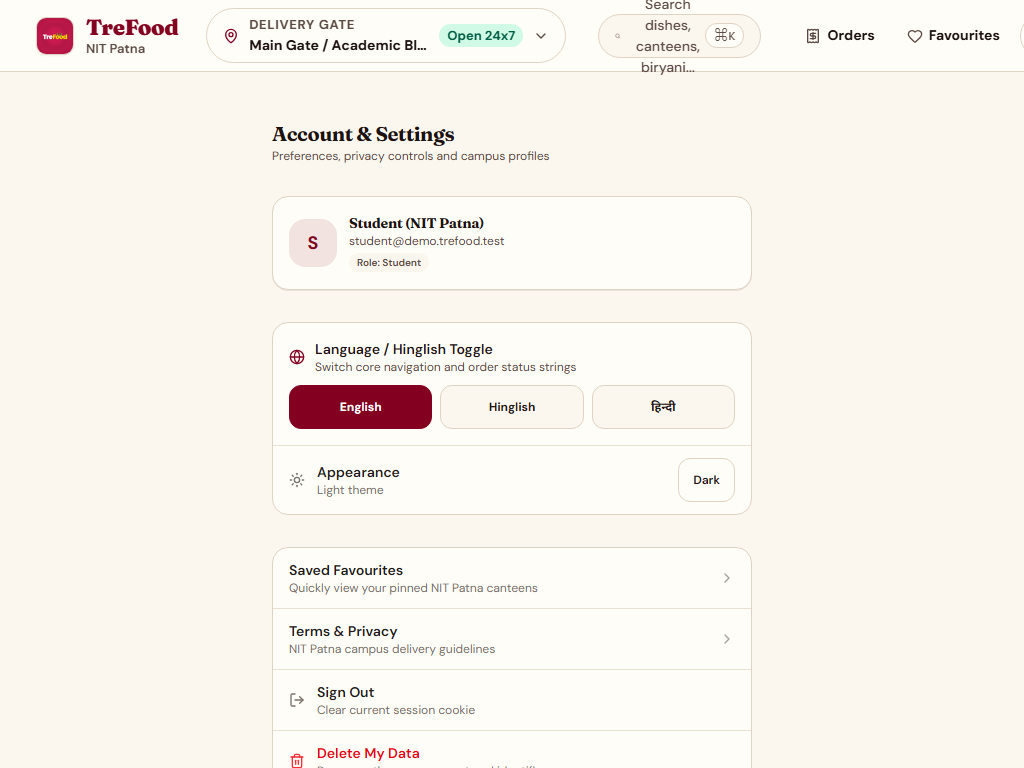 TreFood
TreFood
NIT Patna
DELIVERY GATE
Main Gate / Academic Bl...
Open 24x7
Search
dishes,
canteens,
biryani...
⌘K
Orders
Favourites
Account & Settings
Preferences, privacy controls and campus profiles
S
Student (NIT Patna)
student@demo.trefood.test
Role: Student
Language / Hinglish Toggle
Switch core navigation and order status strings
English
Hinglish
हिन्दी
Appearance
Light theme
Dark
Saved Favourites
Quickly view your pinned NIT Patna canteens
Terms & Privacy
NIT Patna campus delivery guidelines
Sign Out
Clear current session cookie
Delete My Data